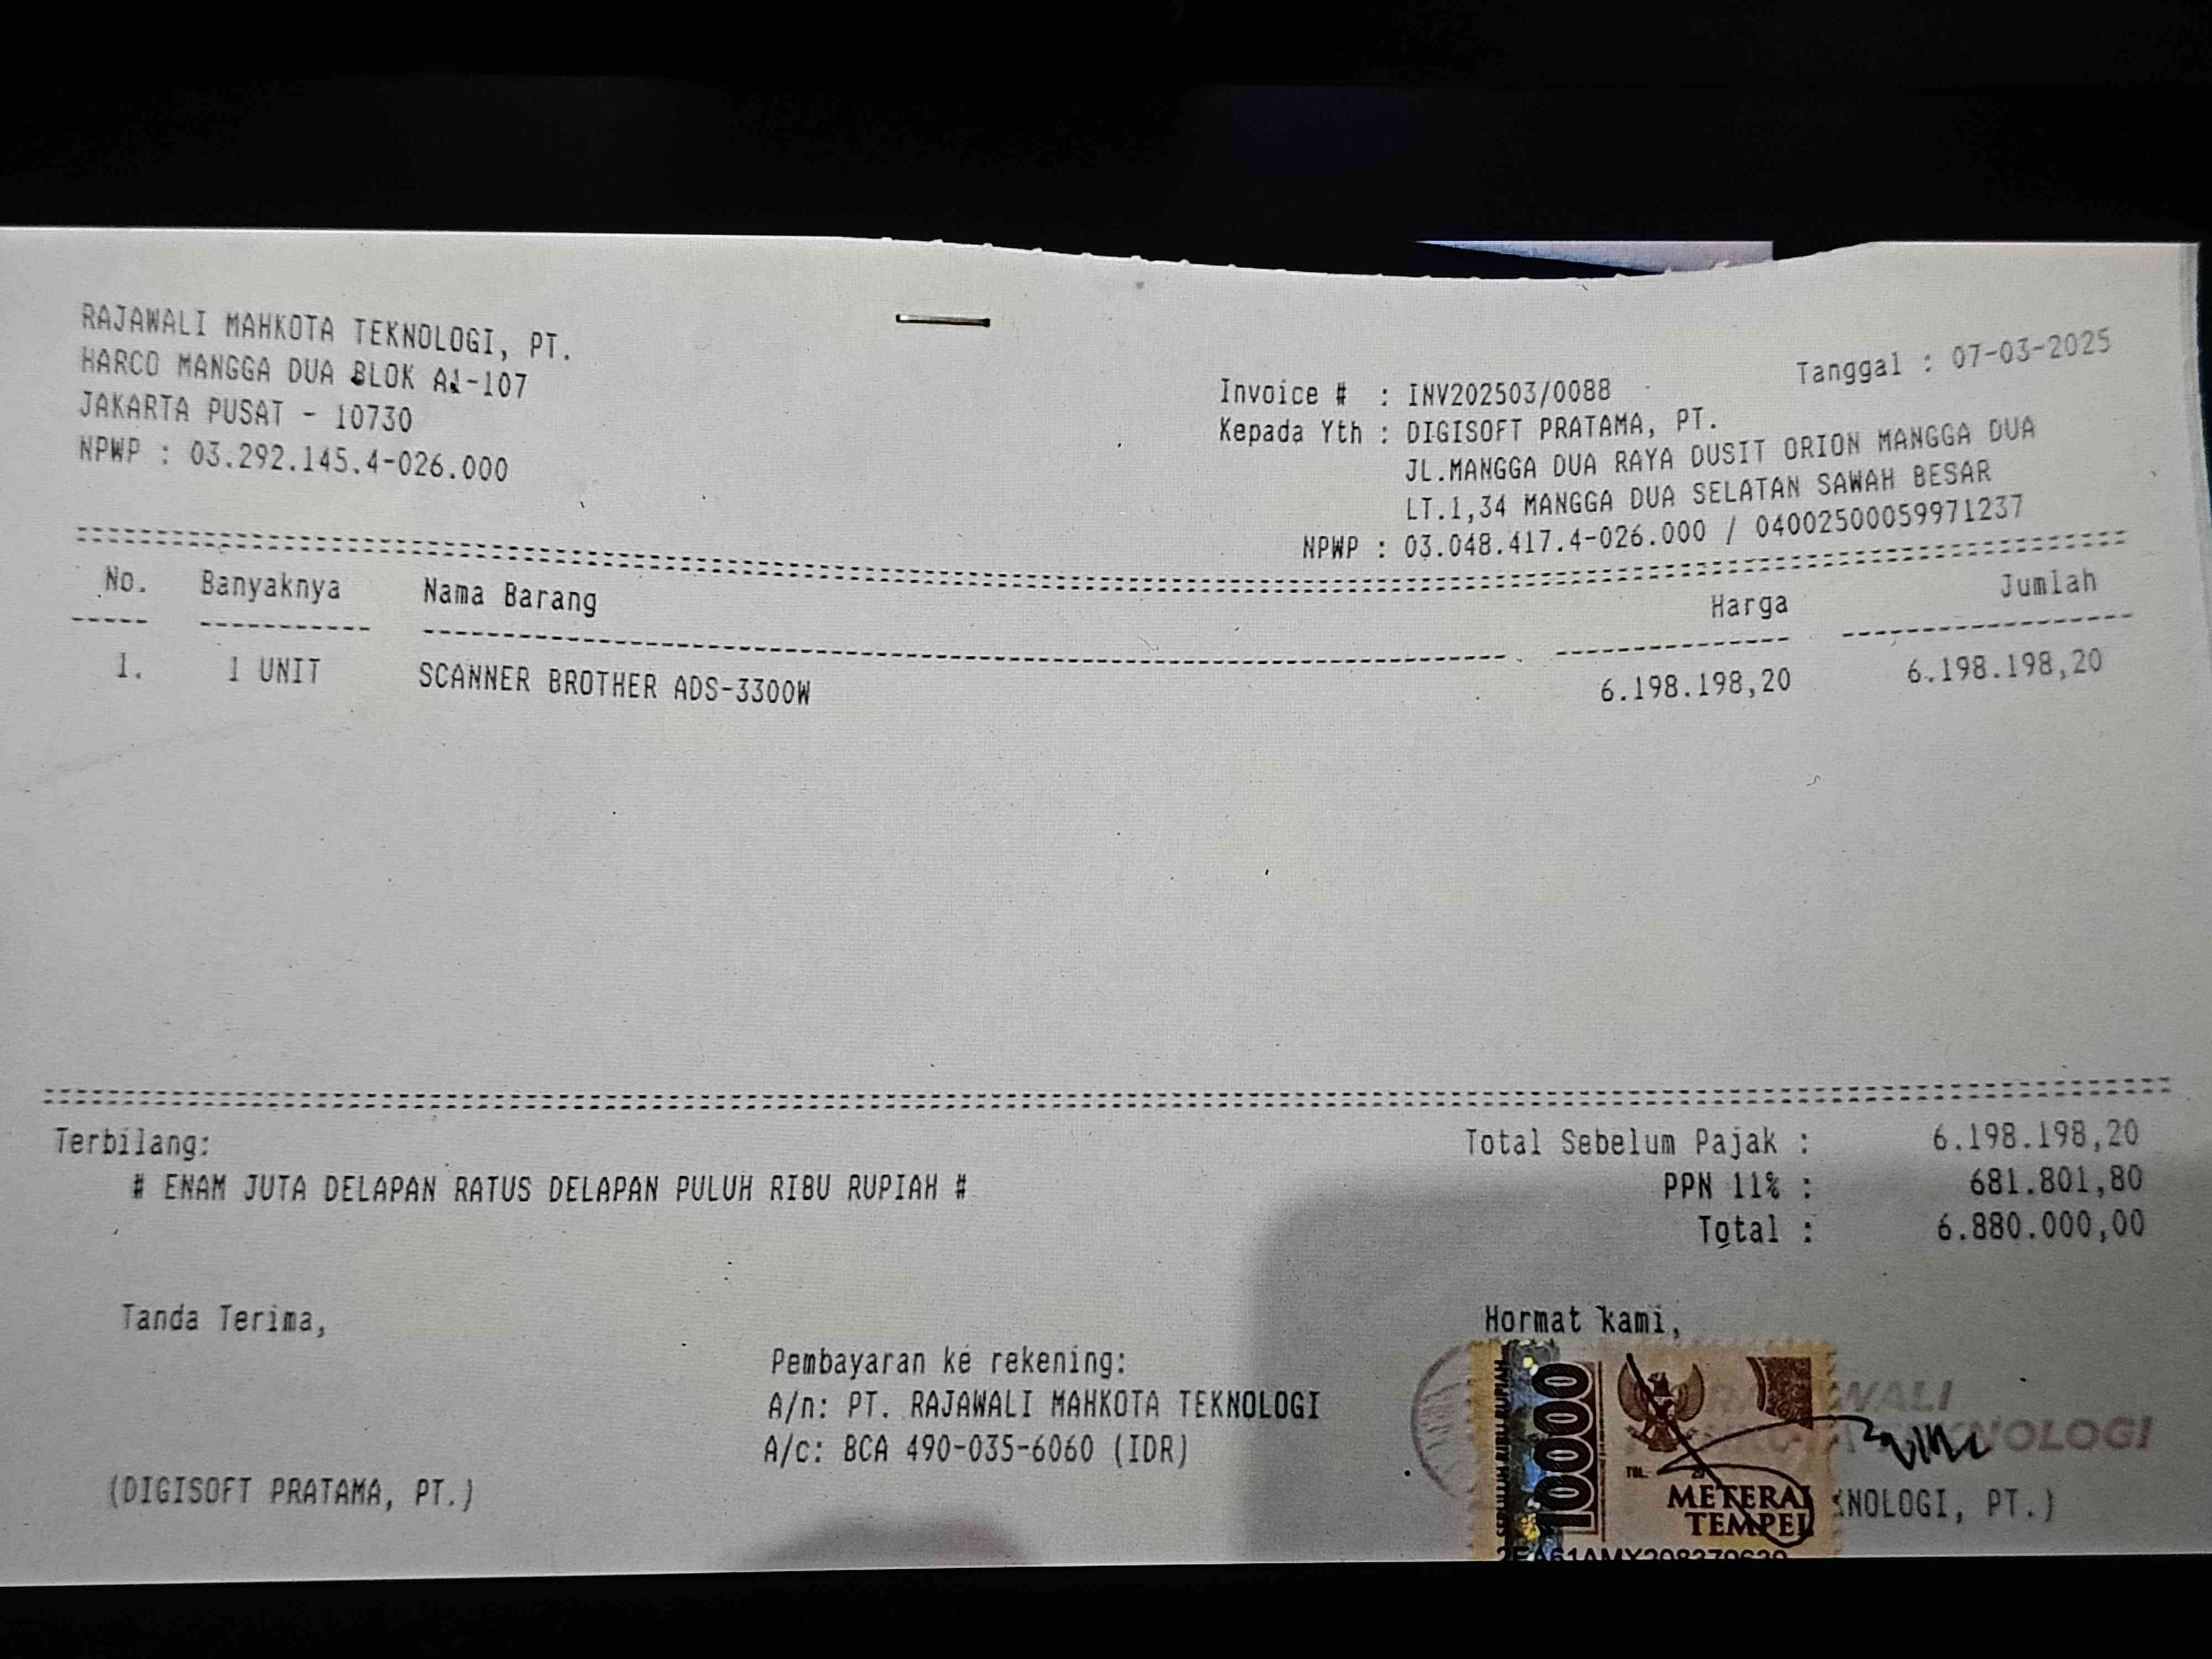 RAJAWALI MAHKOTA TEKNOLOGI, PT.
HARCO MANGGA DUA BLOK A1-107
JAKARTA PUSAT - 10730
NPWP : 03.292.145.4-026.000
Tanggal : 07-03-2025
Invoice # : INV202503/0088
Kepada Yth : DIGISOFT PRATAMA, PT.
JL.MANGGA DUA RAYA DUSIT ORION MANGGA DUA
LT.1,34 MANGGA DUA SELATAN SAWAH BESAR
NPWP : 03.048.417.4-026.000 / 04002500059971237
No. Banyaknya Nama Barang Harga Jumlah
1. 1 UNIT SCANNER BROTHER ADS-3300W 6.198.198,20 6.198.198,20
Terbilang:
# ENAM JUTA DELAPAN RATUS DELAPAN PULUH RIBU RUPIAH #
Total Sebelum Pajak : 6.198.198,20
PPN 11% : 681.801,80
Total : 6.880.000,00
Tanda Terima,
(DIGISOFT PRATAMA, PT.)
Pembayaran ke rekening:
A/n: PT. RAJAWALI MAHKOTA TEKNOLOGI
A/c: BCA 490-035-6060 (IDR)
Hormat kami,
10000
TGL. 20
METERAI
TEMPEL
WALI
NOLOGI
NOLOGI, PT.)